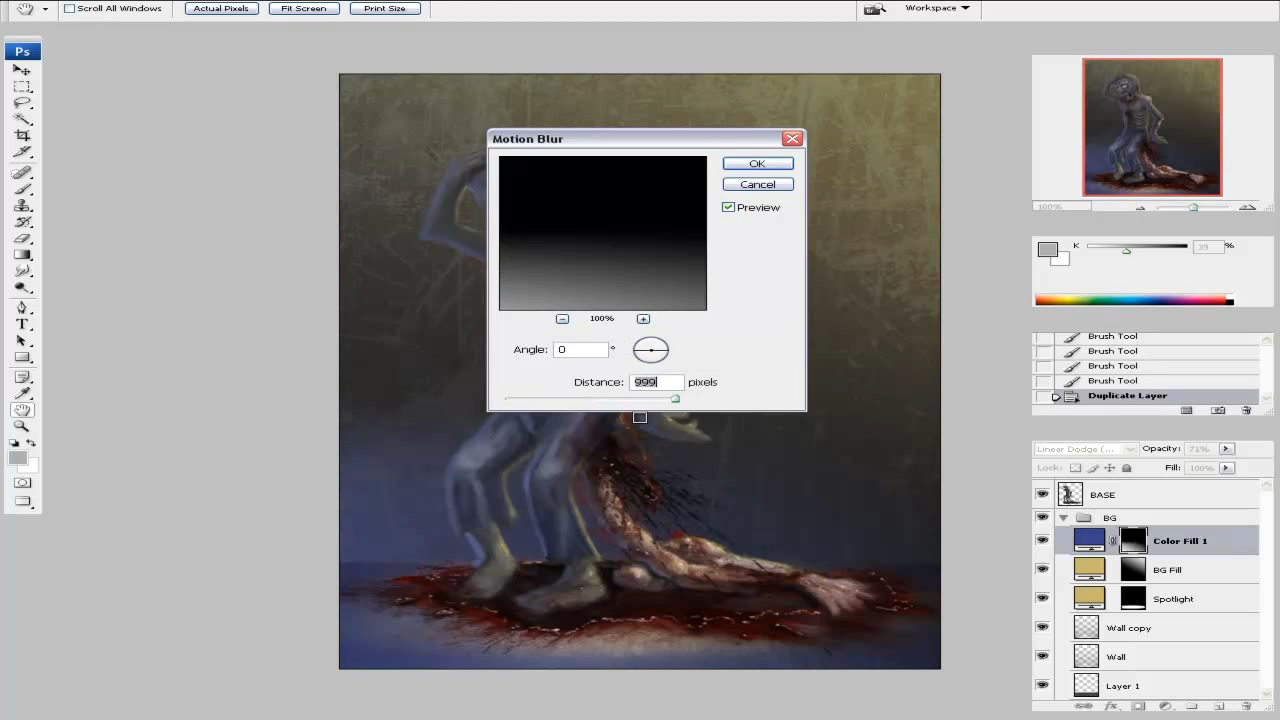 Scroll All Windows
Actual Pixels
Fit Screen
Print Size
Workspace
Ps
Motion Blur
OK
Cancel
Preview
100%
Angle: 0 °
Distance: 999 pixels
T
100%
K 39 %
Brush Tool
Brush Tool
Brush Tool
Brush Tool
Duplicate Layer
Linear Dodge (... Opacity: 71%
Lock: Fill: 100%
BASE
BG
Color Fill 1
BG Fill
Spotlight
Wall copy
Wall
Layer 1